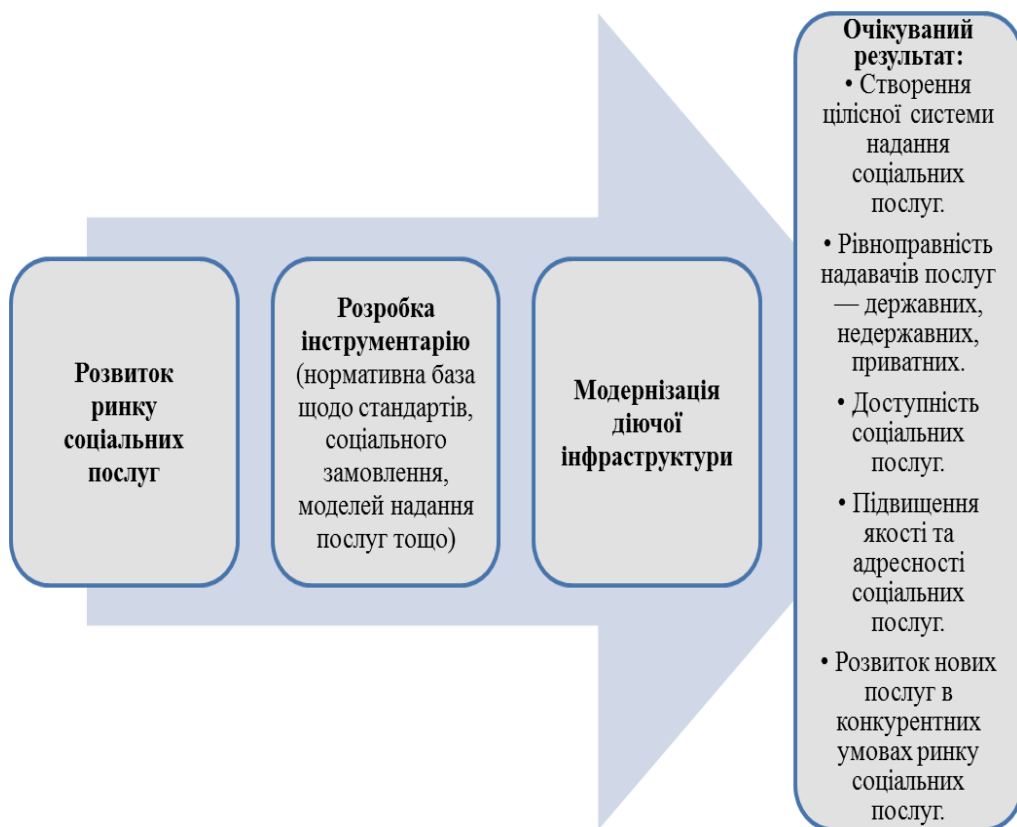 Розвиток
ринку
соціальних
послуг
Розробка
інструментарію
(нормативна база
щодо стандартів,
соціального
замовлення,
моделей надання
послуг тощо)
Модернізація
діючої
інфраструктури
Очікуваний
результат:
• Створення
цілісної системи
надання
соціальних
послуг.
• Рівноправність
надавачів послуг
— державних,
недержавних,
приватних.
• Доступність
соціальних
послуг.
• Підвищення
якості та
адресності
соціальних
послуг.
• Розвиток нових
послуг в
конкурентних
умовах ринку
соціальних
послуг.